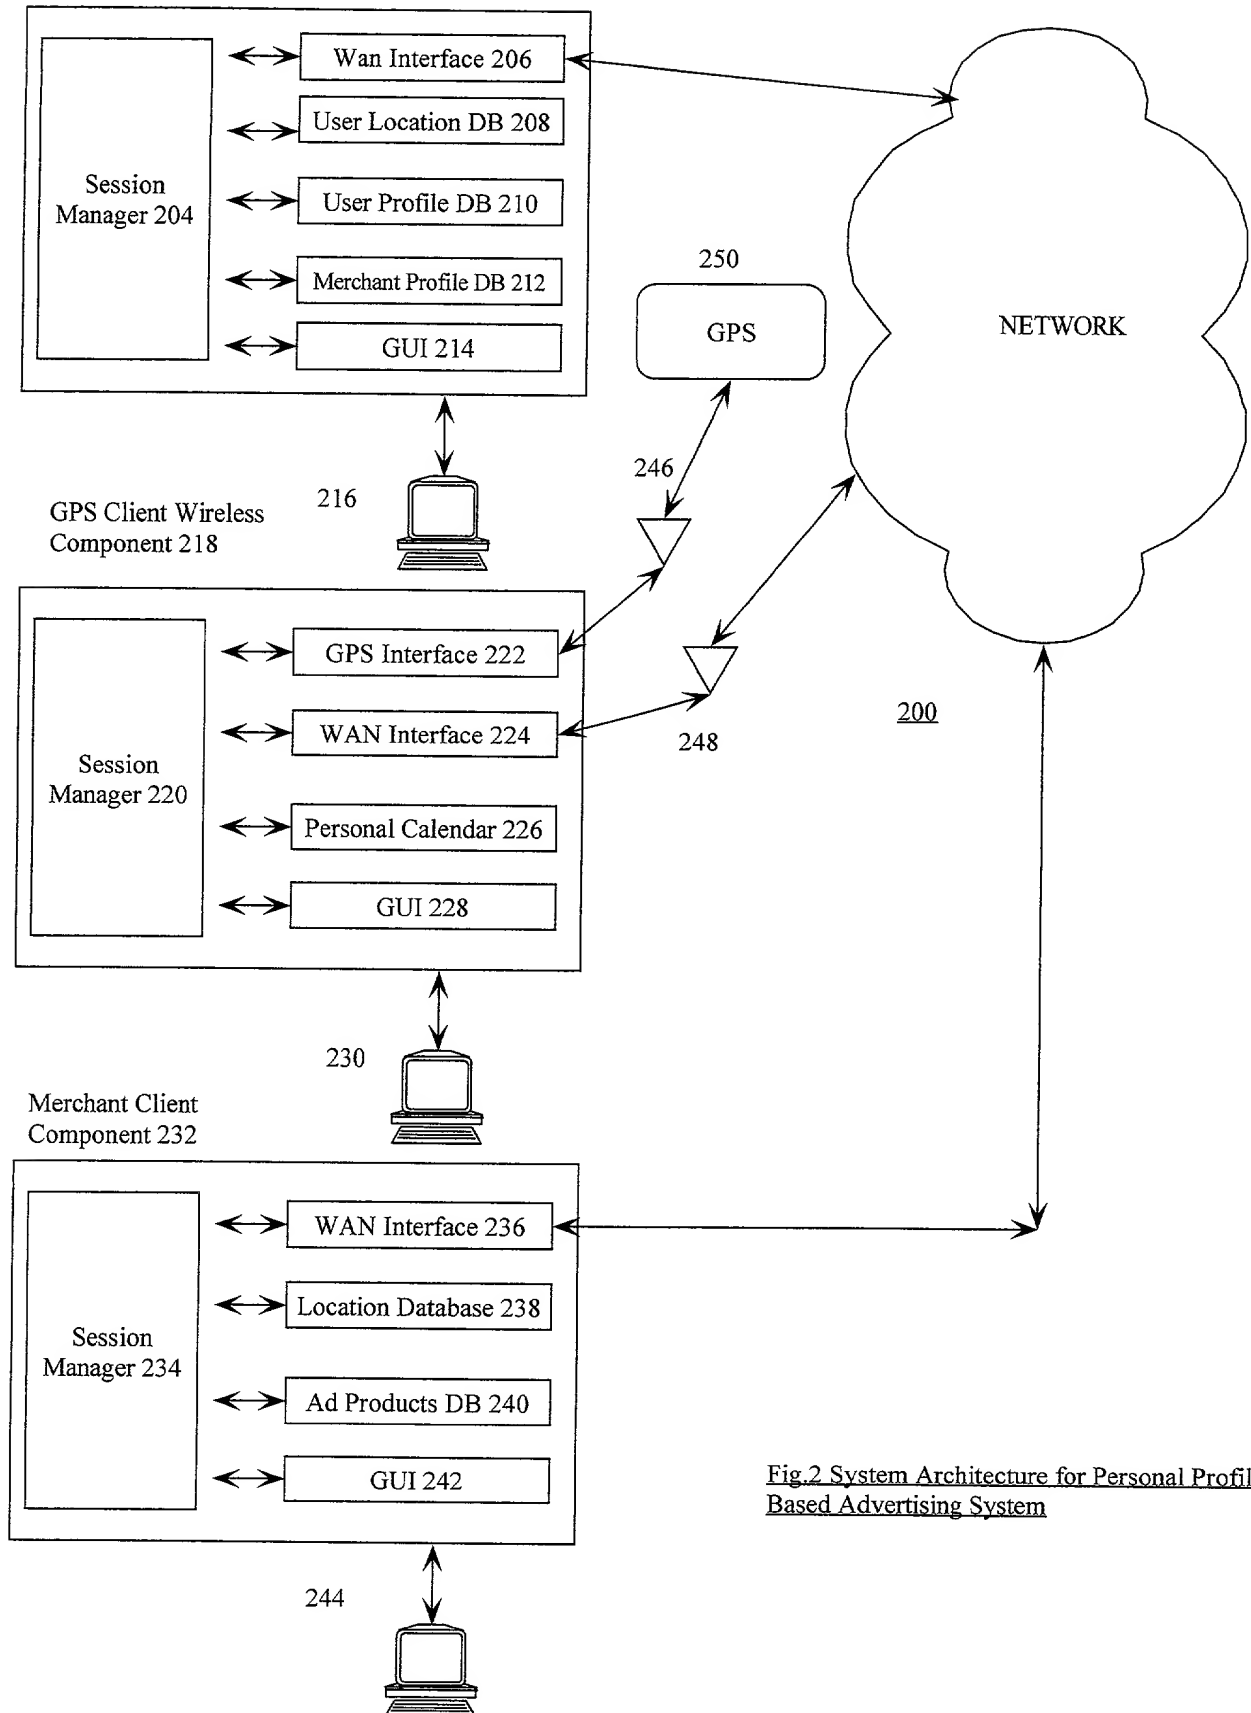 Session
Manager 204
Wan Interface 206
User Location DB 208
User Profile DB 210
Merchant Profile DB 212
GUI 214
250
GPS
NETWORK
246
216
GPS Client Wireless
Component 218
Session
Manager 220
GPS Interface 222
WAN Interface 224
Personal Calendar 226
GUI 228
248
200
230
Merchant Client
Component 232
Session
Manager 234
WAN Interface 236
Location Database 238
Ad Products DB 240
GUI 242
244
Fig.2 System Architecture for Personal Profil
Based Advertising System